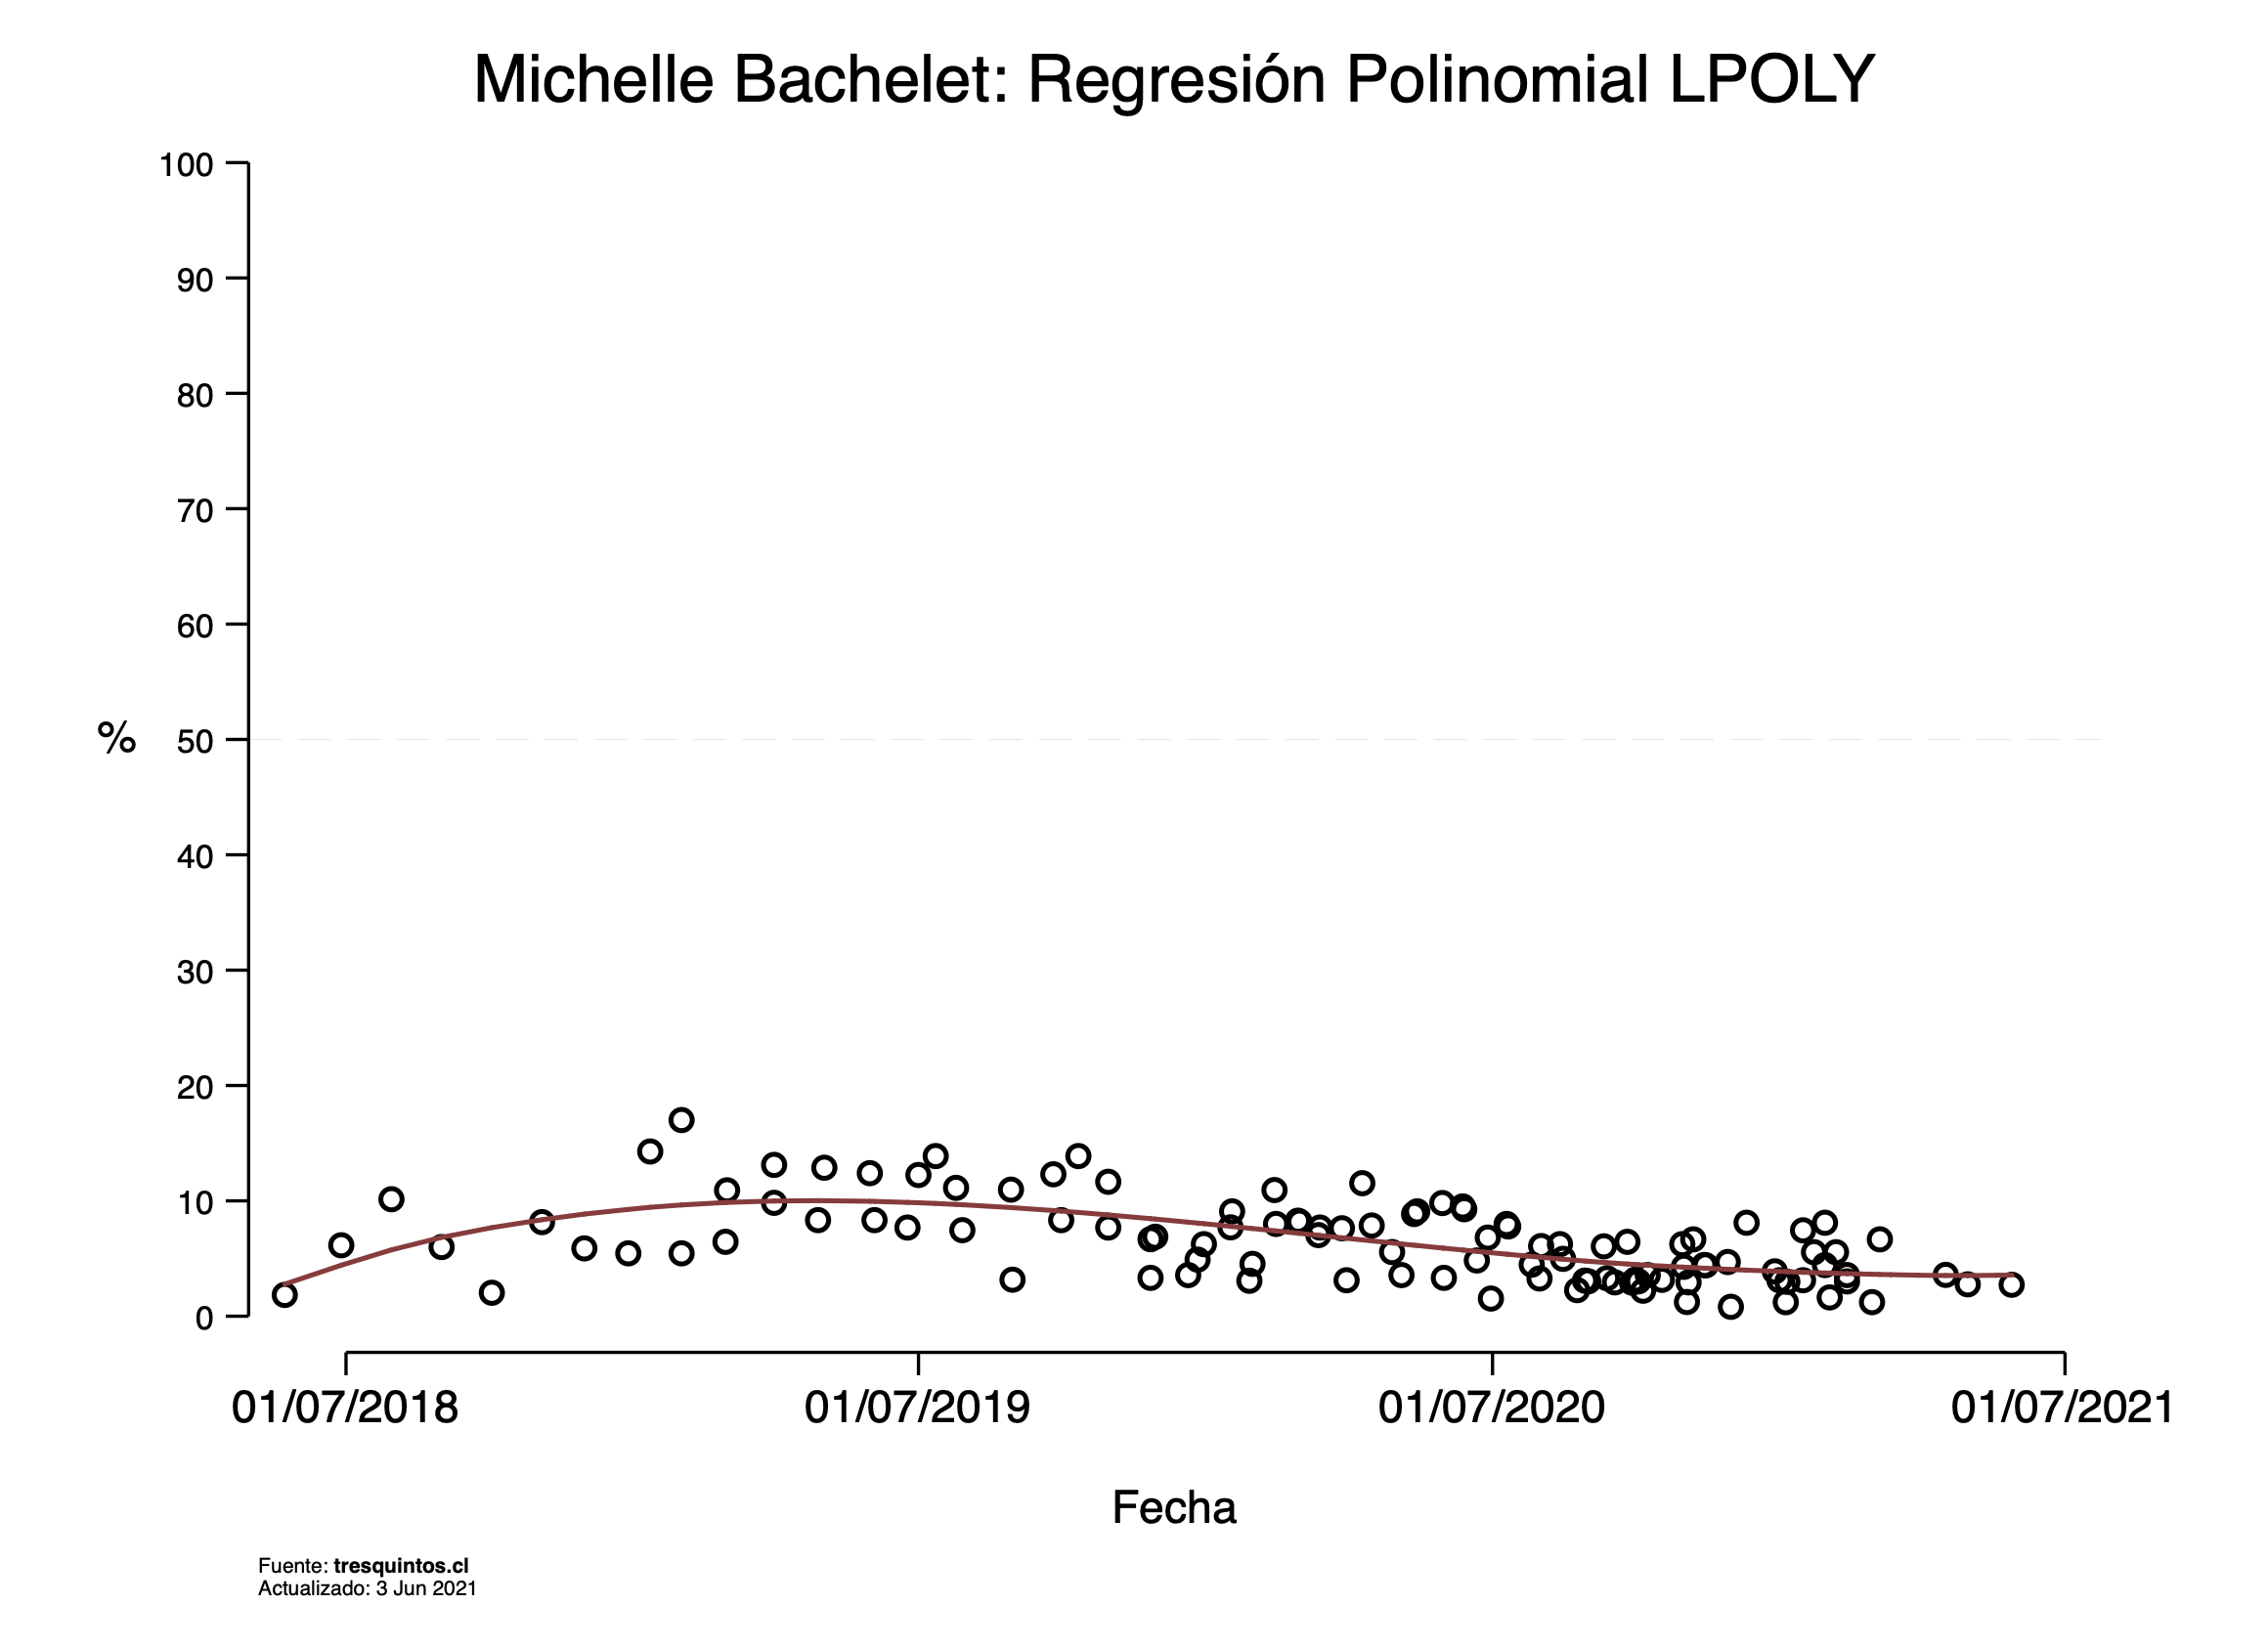 Michelle Bachelet: Regresión Polinomial LPOLY
100
90
80
70
60
% 50
40
30
20
10
0
01/07/2018 01/07/2019 01/07/2020 01/07/2021
Fecha
Fuente: tresquintos.cl
Actualizado: 3 Jun 2021